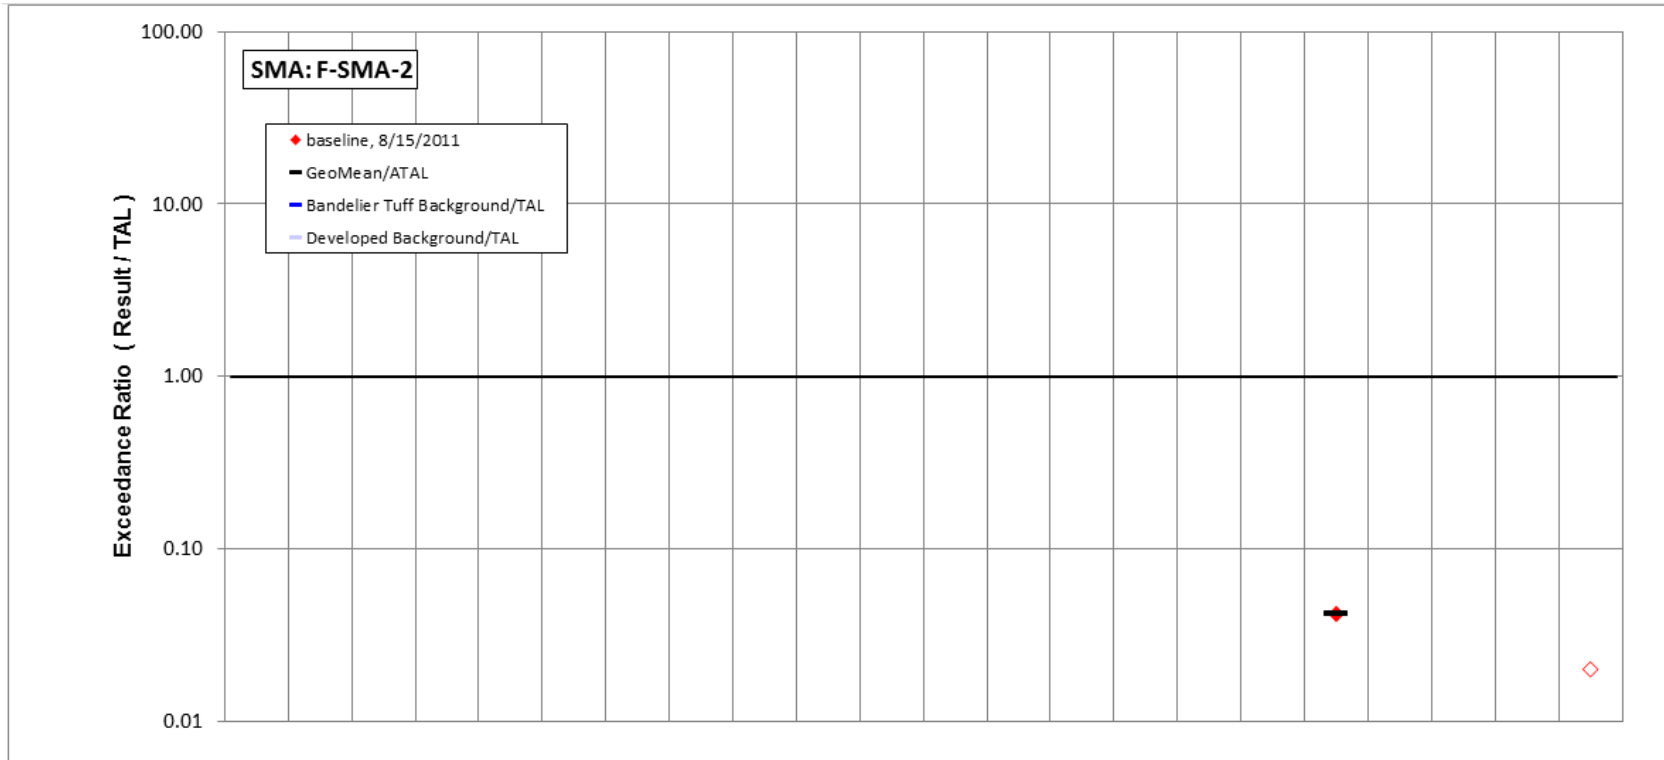 100.00
SMA: F-SMA-2
baseline, 8/15/2011
GeoMean/ATAL
Bandelier Tuff Background/TAL
Developed Background/TAL
10.00
1.00
0.10
0.01
Exceedance Ratio ( Result / TAL )